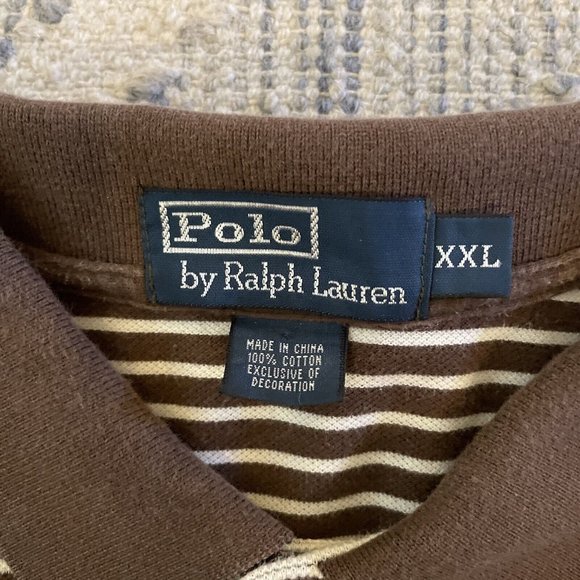 Polo
by Ralph Lauren
XXL
MADE IN CHINA
100% COTTON
EXCLUSIVE OF
DECORATION